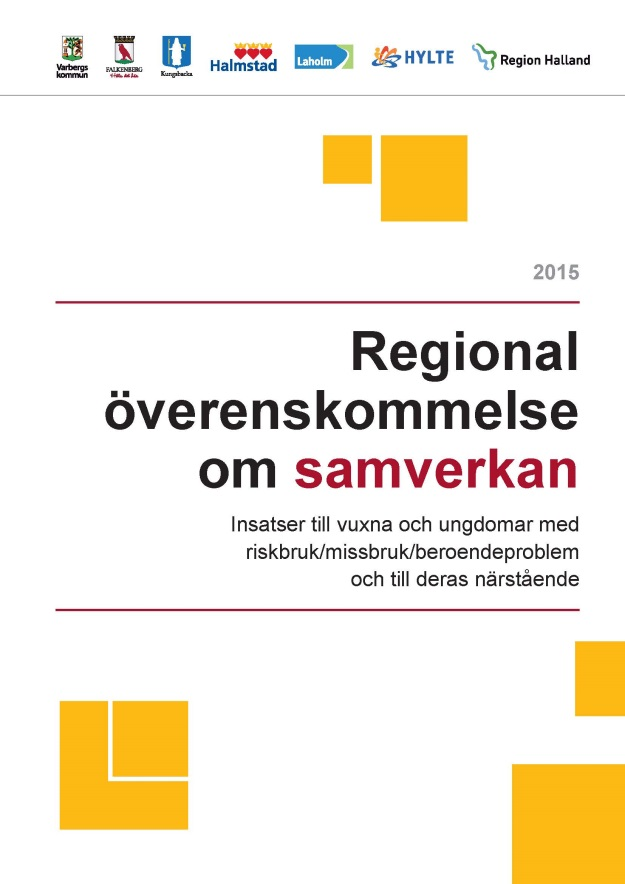 Varbergs
kommun
FALKENBERG
Kungsbacka
Halmstad
Laholm
HYLTE
Region Halland
2015
Regional
överenskommelse
om samverkan
Insatser till vuxna och ungdomar med
riskbruk/missbruk/beroendeproblem
och till deras närstående